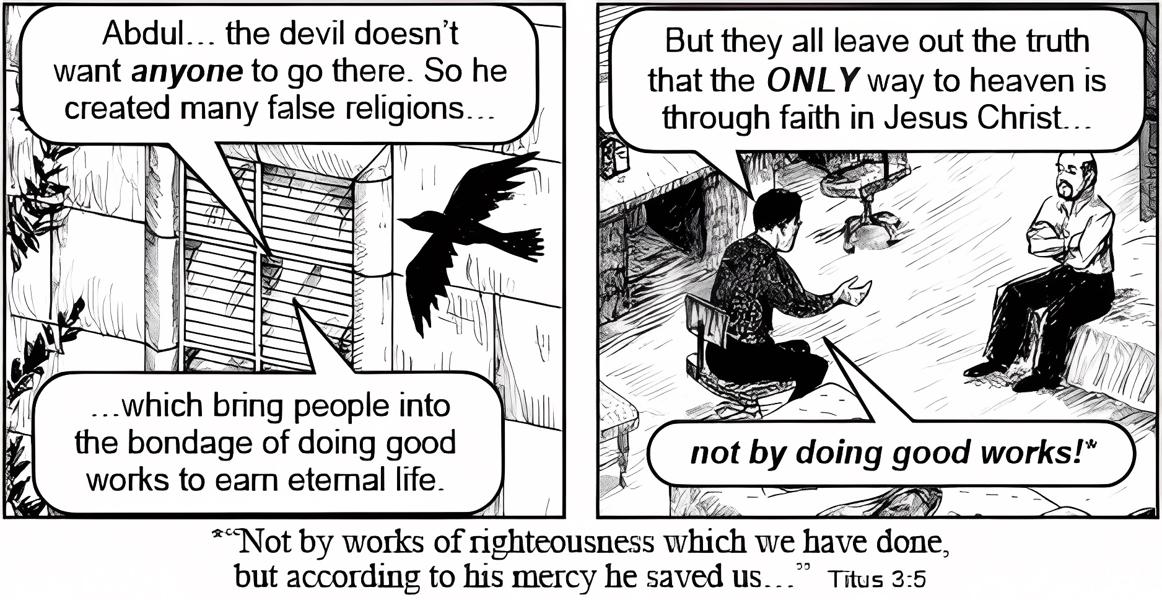 Abdul... the devil doesn't
want anyone to go there. So he
created many false religions...
...which bring people into
the bondage of doing good
works to earn eternal life.
But they all leave out the truth
that the ONLY way to heaven is
through faith in Jesus Christ...
not by doing good works!*
*“Not by works of righteousness which we have done,
but according to his mercy he saved us...” Titus 3:5